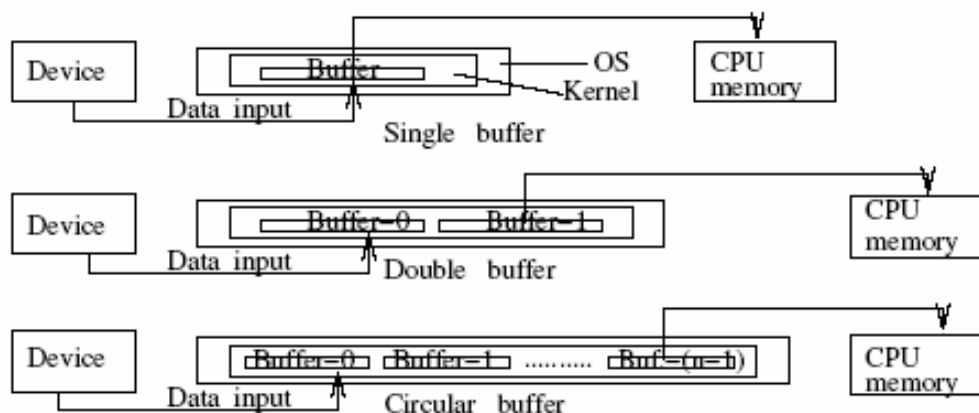 Device
Buffer
OS
Kernel
CPU
memory
Data input
Single buffer
Device
Buffer-0 Buffer-1
CPU
memory
Data input
Double buffer
Device
Buffer-0 Buffer-1 ........... Buf.-(n-1)
CPU
memory
Data input
Circular buffer